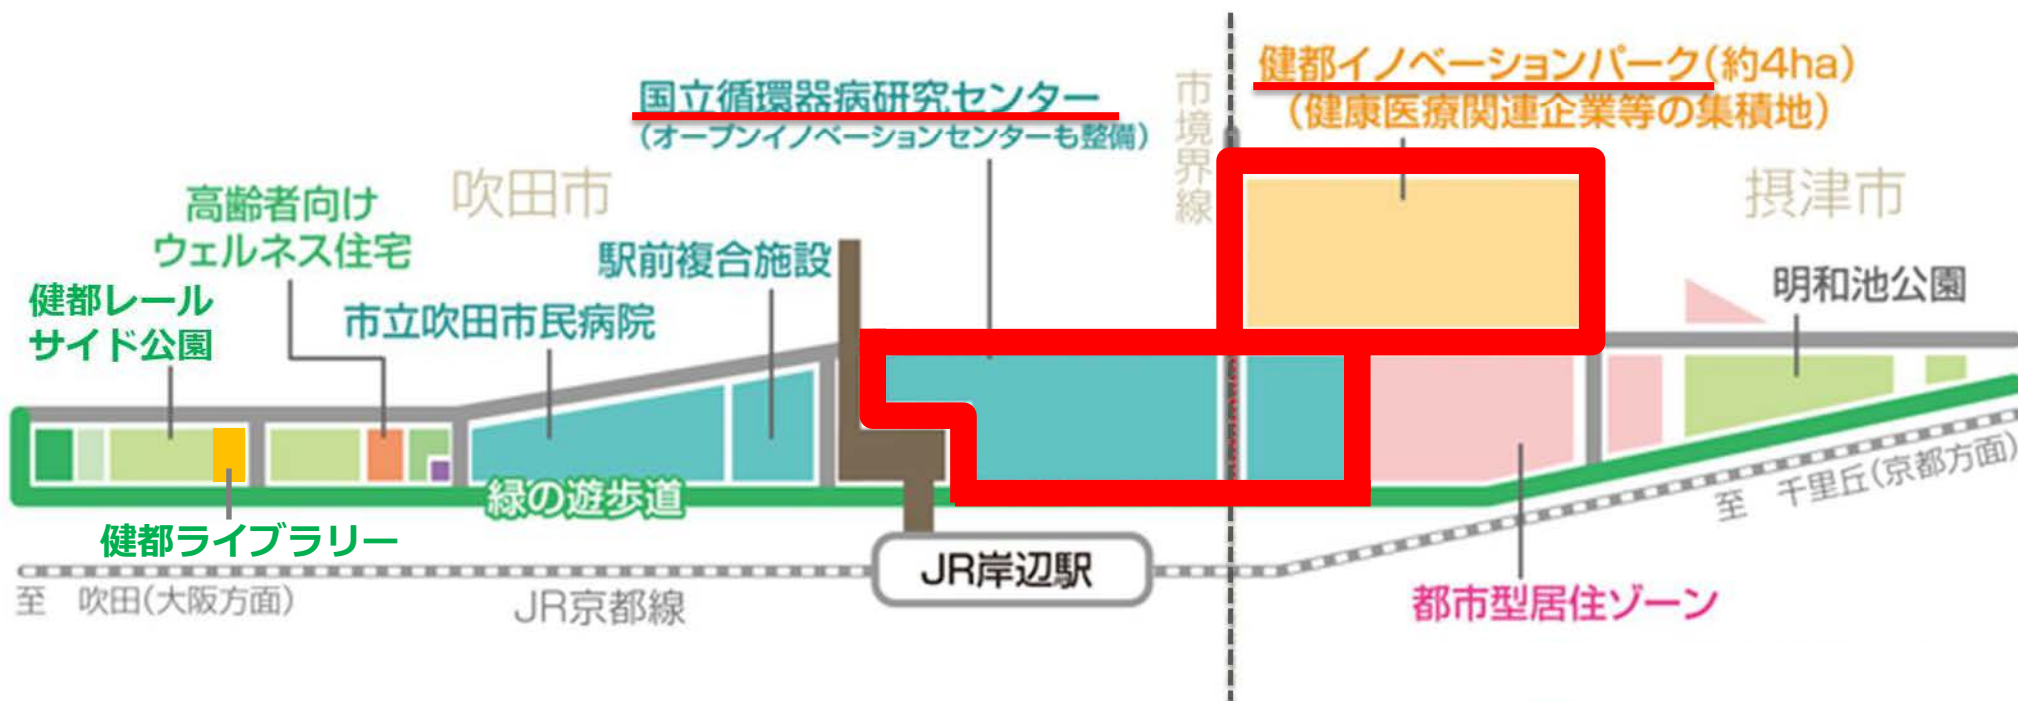 健都イノベーションパーク(約4ha)
(健康医療関連企業等の集積地)
国立循環器病研究センター
(オープンイノベーションセンターも整備)
市境界線
吹田市
摂津市
高齢者向け
ウェルネス住宅
駅前複合施設
明和池公園
健都レール
サイド公園
市立吹田市民病院
緑の遊歩道
健都ライブラリー
至 千里丘(京都方面)
JR岸辺駅
至 吹田(大阪方面)
JR京都線
都市型居住ゾーン